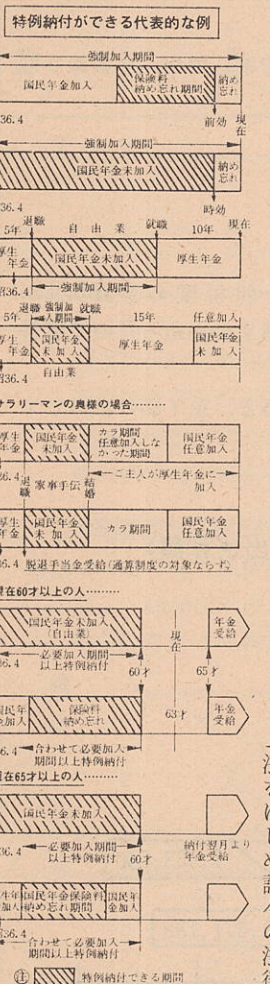 特例納付ができる代表的な例
強制加入期間
国民年金加入
保険料
納め忘れ期間
納め
忘れ
36.4
時効
現在
強制加入期間
国民年金未加入
納め
忘れ
36.4
時効
5年
退職
自由業
就職
10年
現在
厚生
年金
国民年金未加入
厚生年金
昭36.4
強制加入期間
5年
退職
強制加
入期間
就職
15年
任意加入
厚生
年金
国民年金
未加入
厚生年金
国民年金
未加入
昭36.4
自由業
サラリーマンの奥様の場合………
厚生
年金
国民年金
未加入
カラ期間
任意加入しな
かった期間
国民年金
任意加入
36.4
退職
家事手伝
結婚
ご主人が厚生年金に
加入
厚生
年金
国民年金
未加入
カラ期間
国民年金
任意加入
36.4
脱退手当金受給(通算制度の対象ならず)
現在60才以上の人………
国民年金未加入
(自由業)
現在
年金
受給
36.4
必要加入期間
以上特例納付
60才
65才
国民年
金加入
保険料
納め忘れ
63才
年金
受給
36.4
合わせて必要加入
期間以上特例納付
現在65才以上の人………
国民年金未加入
36.4
必要加入期間
以上特例納付
60才
納付翌月より
年金受給
厚生年
金加入
国民年金保険料
納め忘れ期間
国民年
金加入
36.4
合わせて必要加入
期間以上特例納付
注
特例納付できる期間